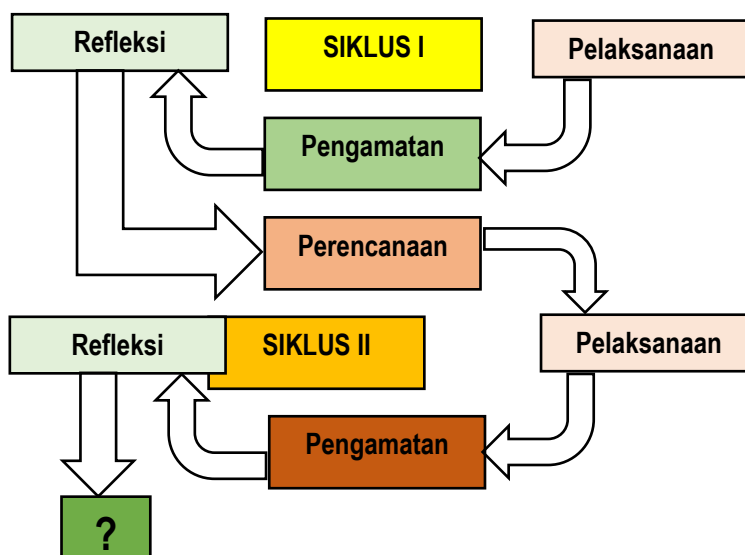 Refleksi
SIKLUS I
Pelaksanaan
Pengamatan
Perencanaan
Refleksi
SIKLUS II
Pelaksanaan
Pengamatan
?